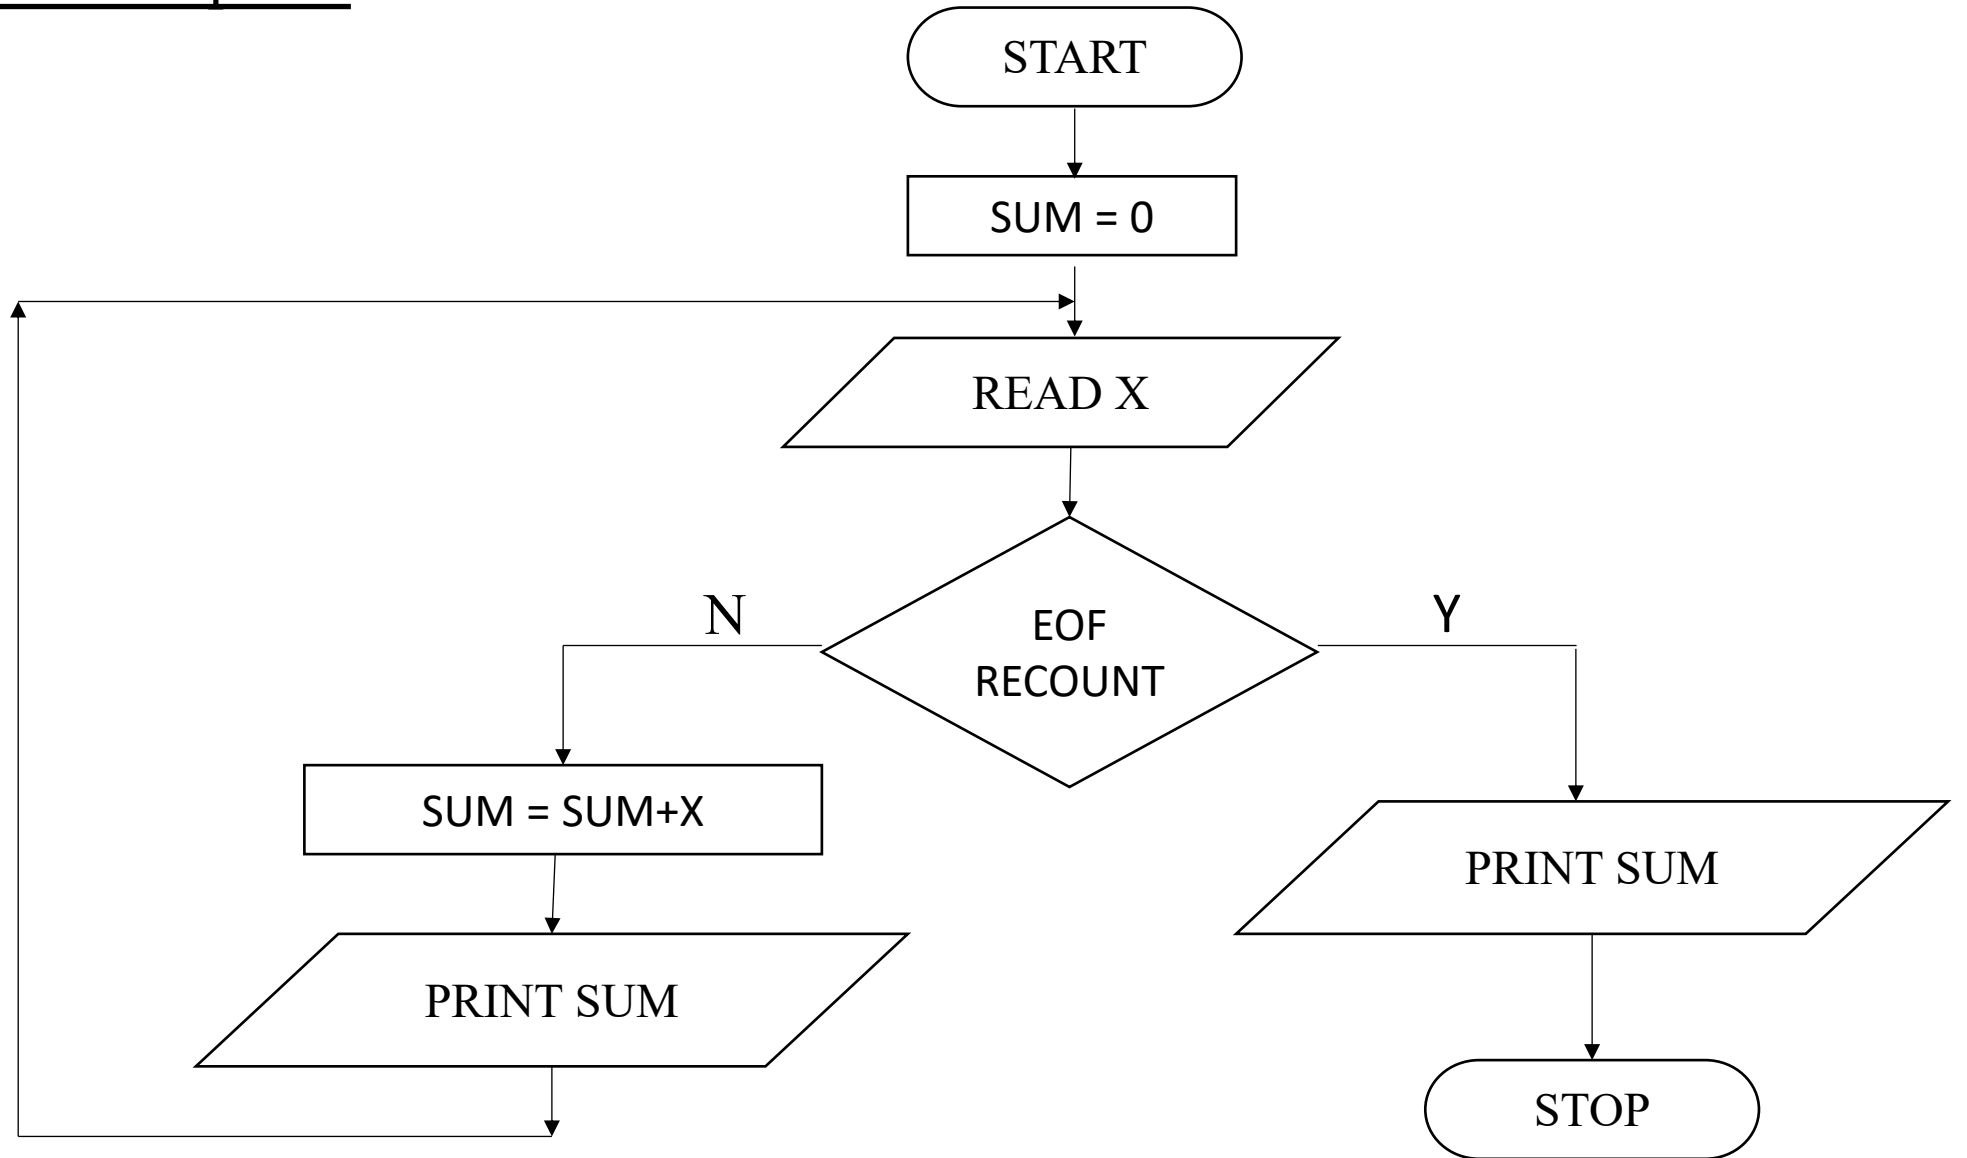 START
SUM = 0
READ X
N
EOF
RECOUNT
Y
SUM = SUM+X
PRINT SUM
PRINT SUM
STOP